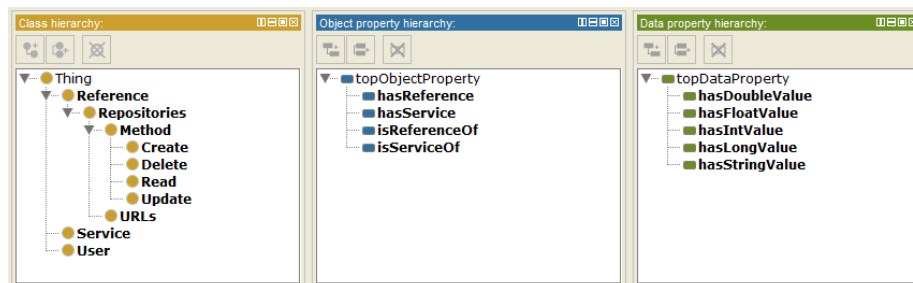 Class hierarchy:
Thing
Reference
Repositories
Method
Create
Delete
Read
Update
URLs
Service
User
Object property hierarchy:
topObjectProperty
hasReference
hasService
isReferenceOf
isServiceOf
Data property hierarchy:
topDataProperty
hasDoubleValue
hasFloatValue
hasIntValue
hasLongValue
hasStringValue